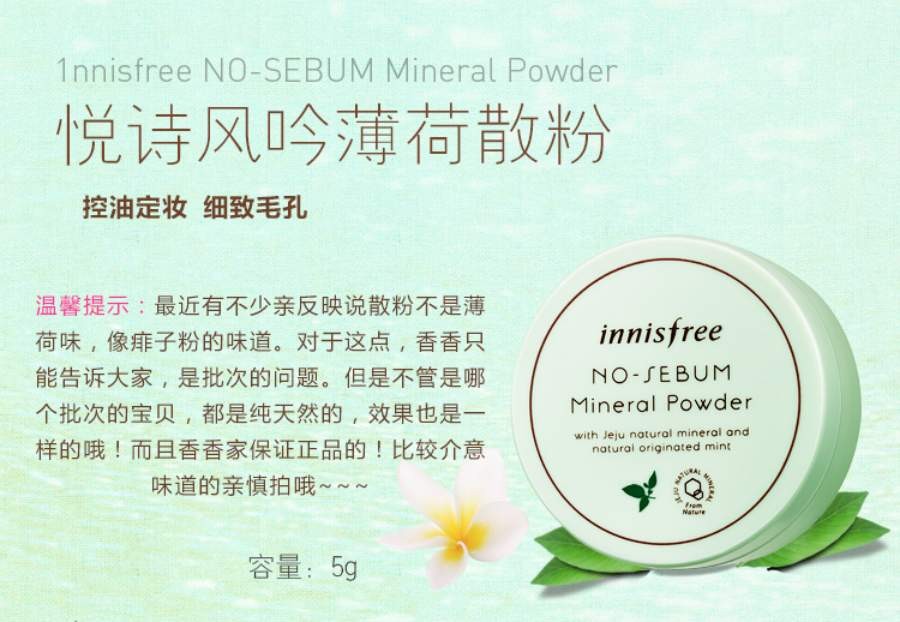 1nnisfree NO-SEBUM Mineral Powder
悦诗风吟薄荷散粉
控油定妆 细致毛孔
温馨提示：最近有不少亲反映说散粉不是薄
荷味，像痱子粉的味道。对于这点，香香只
能告诉大家，是批次的问题。但是不管是哪
个批次的宝贝，都是纯天然的，效果也是一
样的哦！而且香香家保证正品的！比较介意
味道的亲慎拍哦~~~
容量：5g
innisfree
NO-SEBUM
Mineral Powder
with Jeju natural mineral and
natural originated mint
JEJU NATURAL MINERAL
From
Nature